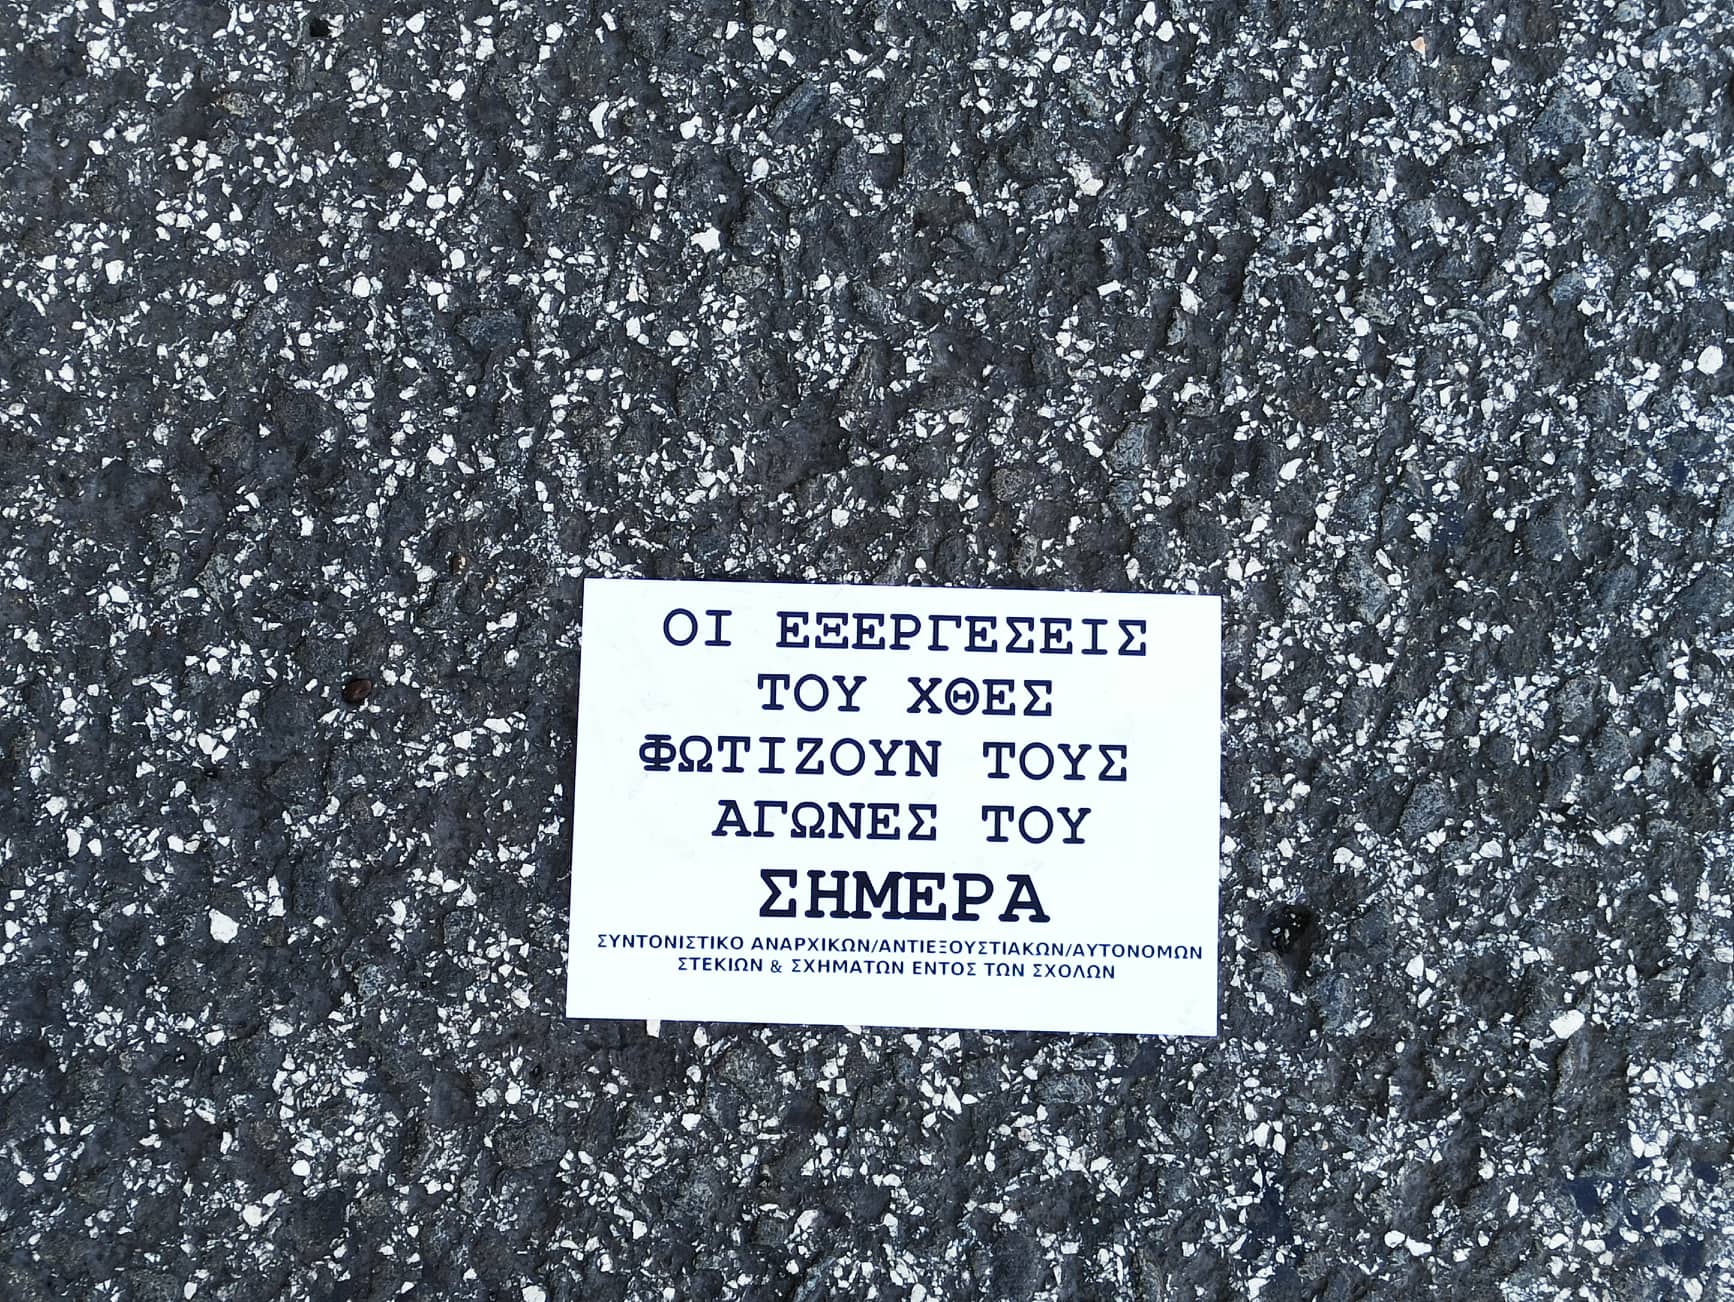 ΟΙ ΕΞΕΡΓΕΣΕΙΣ
ΤΟΥ ΧΘΕΣ
ΦΩΤΙΖΟΥΝ ΤΟΥΣ
ΑΓΩΝΕΣ ΤΟΥ
ΣΗΜΕΡΑ
ΣΥΝΤΟΝΙΣΤΙΚΟ ΑΝΑΡΧΙΚΩΝ/ΑΝΤΙΕΞΟΥΣΤΙΑΚΩΝ/ΑΥΤΟΝΟΜΩΝ
ΣΤΕΚΙΩΝ & ΣΧΗΜΑΤΩΝ ΕΝΤΟΣ ΤΩΝ ΣΧΟΛΩΝ